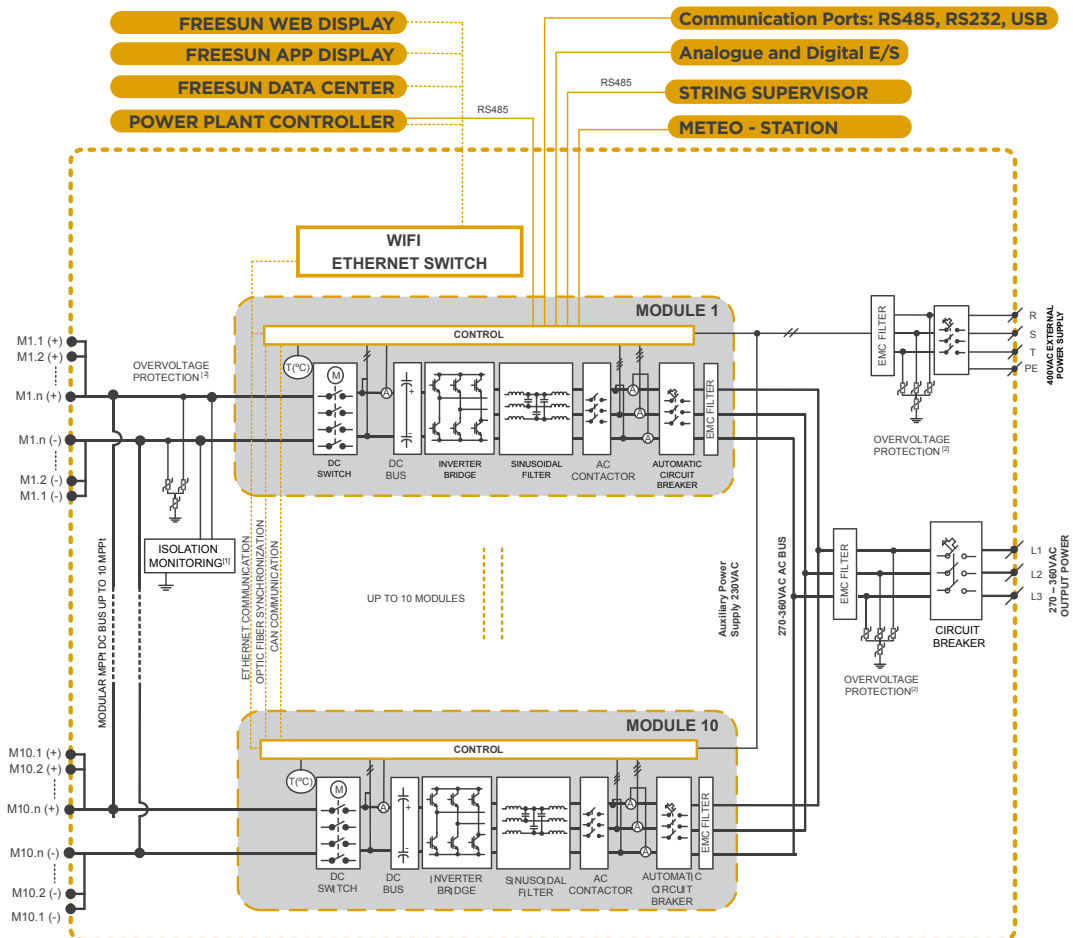 FREESUN WEB DISPLAY
FREESUN APP DISPLAY
FREESUN DATA CENTER
POWER PLANT CONTROLLER
RS485
Communication Ports: RS485, RS232, USB
Analogue and Digital E/S
RS485
STRING SUPERVISOR
METEO - STATION
WIFI
ETHERNET SWITCH
MODULE 1
CONTROL
T(ºC)
M
A
A
A
A
+
-
DC
SWITCH
DC
BUS
INVERTER
BRIDGE
SINUSOIDAL
FILTER
AC
CONTACTOR
AUTOMATIC
CIRCUIT
BREAKER
EMC FILTER
M1.1 (+)
M1.2 (+)
M1.n (+)
M1.n (-)
M1.2 (-)
M1.1 (-)
OVERVOLTAGE
PROTECTION [2]
ISOLATION
MONITORING[1]
MODULAR MPPt DC BUS UP TO 10 MPPt
ETHERNET COMMUNICATION
OPTIC FIBER SYNCHRONIZATION
CAN COMMUNICATION
UP TO 10 MODULES
Auxiliary Power
Supply 230VAC
270-360VAC AC BUS
EMC FILTER
R
S
T
PE
400VAC EXTERNAL
POWER SUPPLY
OVERVOLTAGE
PROTECTION [2]
EMC FILTER
L1
L2
L3
270 – 360VAC
OUTPUT POWER
CIRCUIT
BREAKER
OVERVOLTAGE
PROTECTION[2]
MODULE 10
CONTROL
T(ºC)
M
A
A
A
A
+
-
DC
SWITCH
DC
BUS
INVERTER
BRIDGE
SINUSOIDAL
FILTER
AC
CONTACTOR
AUTOMATIC
CIRCUIT
BRAKER
EMC FILTER
M10.1 (+)
M10.2 (+)
M10.n (+)
M10.n (-)
M10.2 (-)
M10.1 (-)